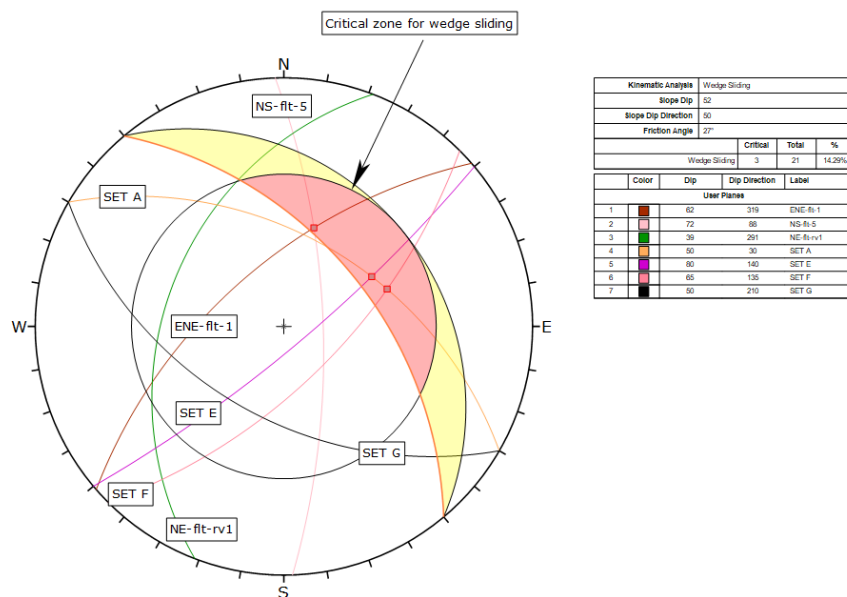 Critical zone for wedge sliding
N
NS-flt-5
SET A
W
E
ENE-flt-1
SET E
SET G
SET F
NE-flt-rv1
S
Kinematic Analysis Wedge Sliding
Slope Dip 52
Slope Dip Direction 50
Friction Angle 27°
Critical Total %
Wedge Sliding 3 21 14.29%
Color Dip Dip Direction Label
User Planes
1 62 319 ENE-flt-1
2 72 88 NS-flt-5
3 39 291 NE-flt-rv1
4 50 30 SET A
5 80 140 SET E
6 65 135 SET F
7 50 210 SET G